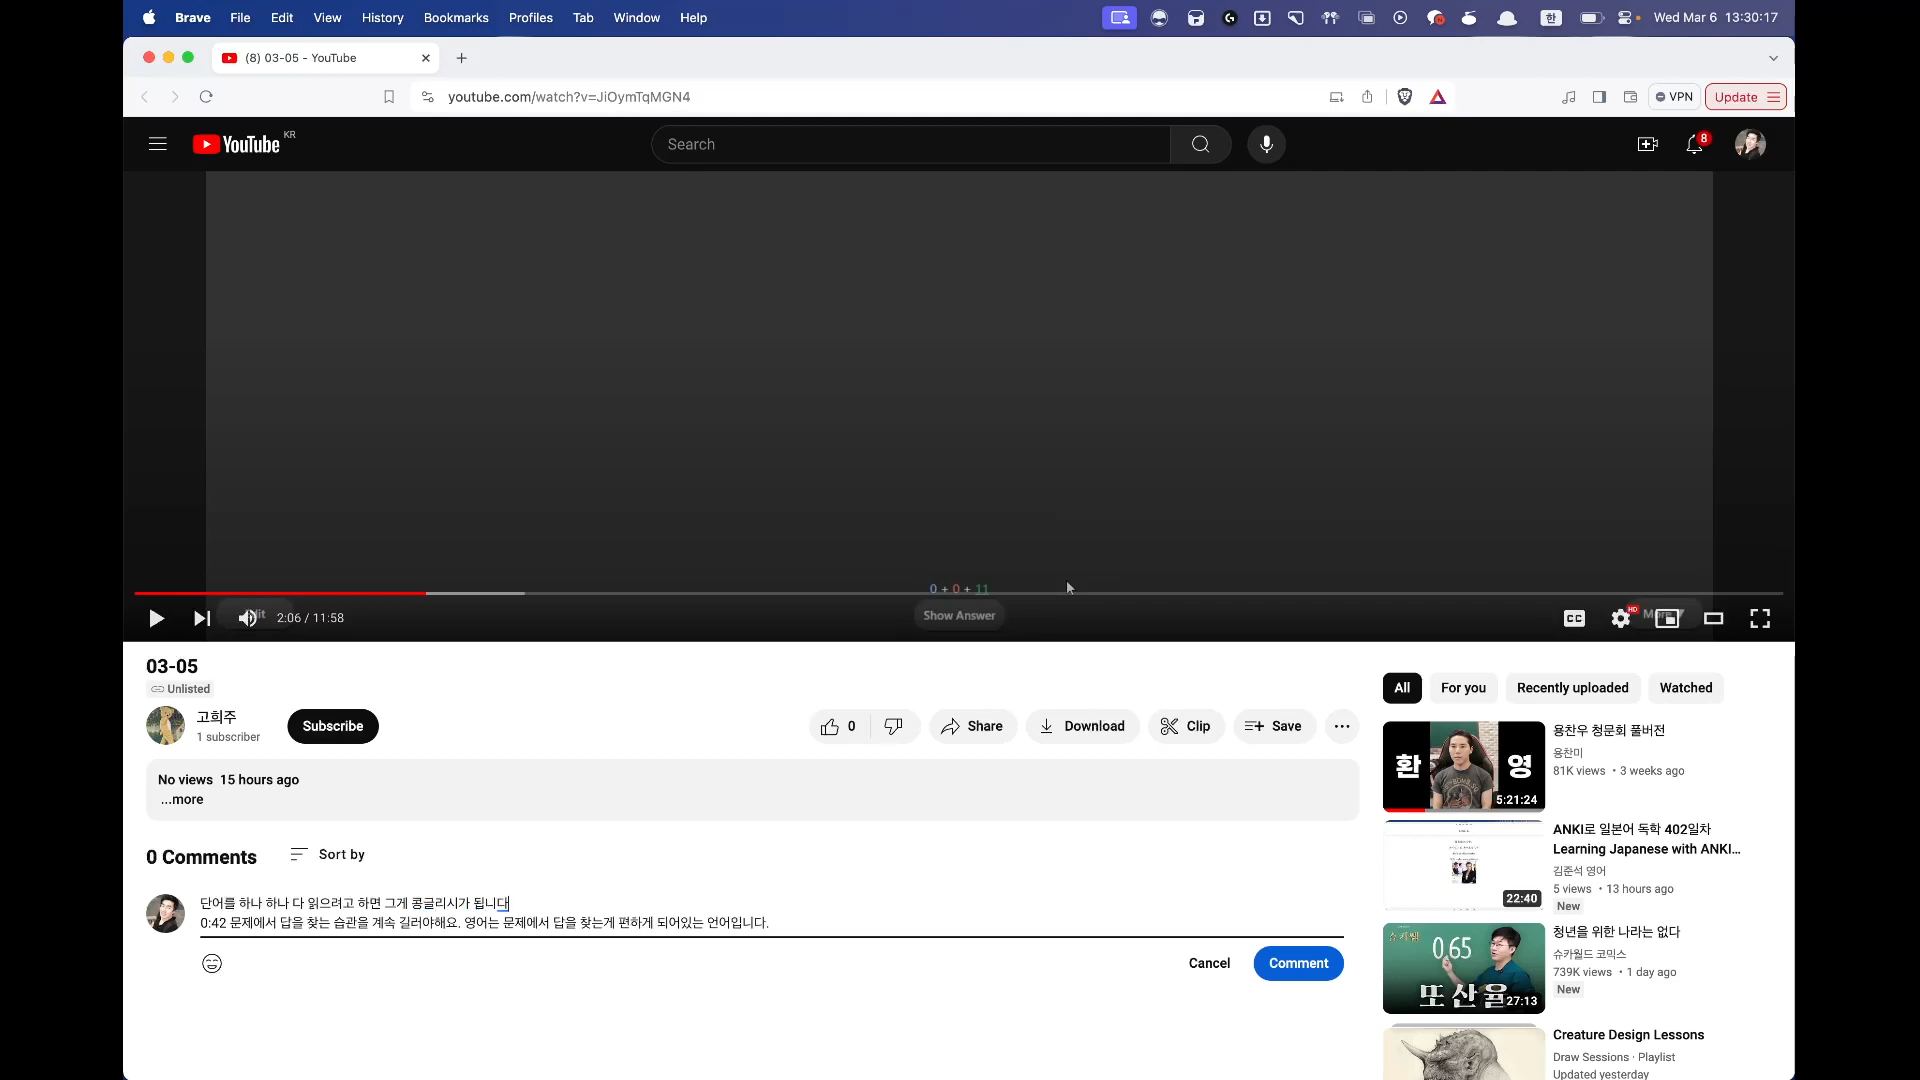 Brave File Edit View History Bookmarks Profiles Tab Window Help 한 Wed Mar 6 13:30:17
(8) 03-05 - YouTube
youtube.com/watch?v=JiOymTqMGN4 VPN Update
YouTube KR Search 8
0 + 0 + 11
2:06 / 11:58 Show Answer CC HD
03-05
Unlisted
고희주
1 subscriber
Subscribe
0 Share Download Clip Save
No views 15 hours ago
...more
0 Comments Sort by
단어를 하나 하나 다 읽으려고 하면 그게 콩글리시가 됩니다
0:42 문제에서 답을 찾는 습관을 계속 길러야해요. 영어는 문제에서 답을 찾는게 편하게 되어있는 언어입니다.
Cancel Comment
All For you Recently uploaded Watched
환 영
5:21:24
용찬우 청문회 풀버전
용찬미
81K views • 3 weeks ago
22:40
ANKI로 일본어 독학 402일차
Learning Japanese with ANKI...
김준석 영어
5 views • 13 hours ago
New
0.65
또 산율
27:13
청년을 위한 나라는 없다
슈카월드 코믹스
739K views • 1 day ago
New
Creature Design Lessons
Draw Sessions · Playlist
Updated yesterday